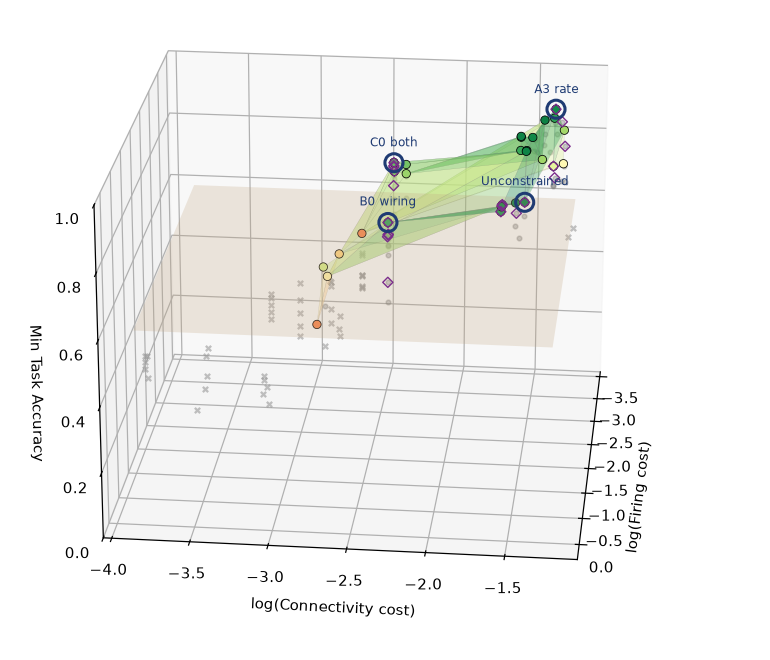 A3 rate
C0 both
Unconstrained
B0 wiring
1.0
0.8
0.6
0.4
0.2
0.0
Min Task Accuracy
−4.0
−3.5
−3.0
−2.5
−2.0
−1.5
log(Connectivity cost)
−3.5
−3.0
−2.5
−2.0
−1.5
−1.0
−0.5
0.0
log(Firing cost)